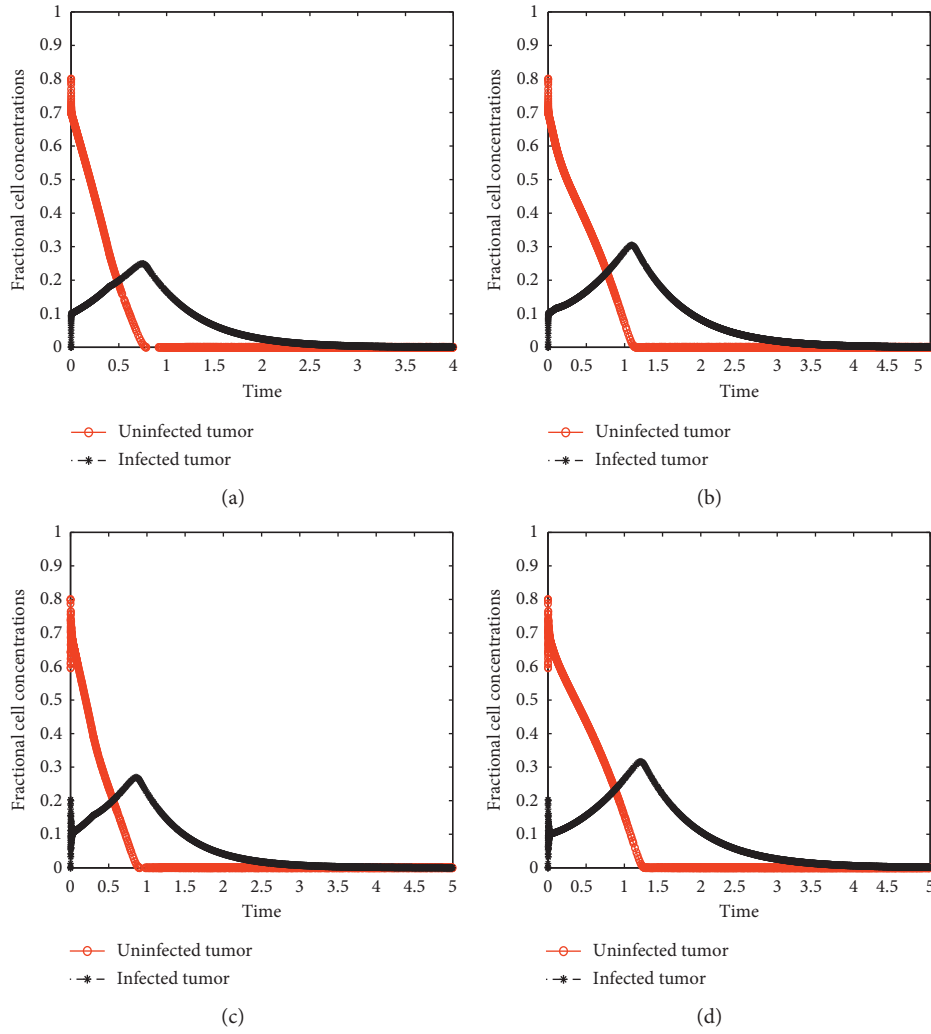 1
0.9
0.8
0.7
0.6
0.5
0.4
0.3
0.2
0.1
0
Fractional cell concentrations
0 0.5 1 1.5 2 2.5 3 3.5 4
Time
Uninfected tumor
Infected tumor
(a)
1
0.9
0.8
0.7
0.6
0.5
0.4
0.3
0.2
0.1
0
Fractional cell concentrations
0 0.5 1 1.5 2 2.5 3 3.5 4 4.5 5
Time
Uninfected tumor
Infected tumor
(b)
1
0.9
0.8
0.7
0.6
0.5
0.4
0.3
0.2
0.1
0
Fractional cell concentrations
0 0.5 1 1.5 2 2.5 3 3.5 4 4.5 5
Time
Uninfected tumor
Infected tumor
(c)
1
0.9
0.8
0.7
0.6
0.5
0.4
0.3
0.2
0.1
0
Fractional cell concentrations
0 0.5 1 1.5 2 2.5 3 3.5 4 4.5 5
Time
Uninfected tumor
Infected tumor
(d)